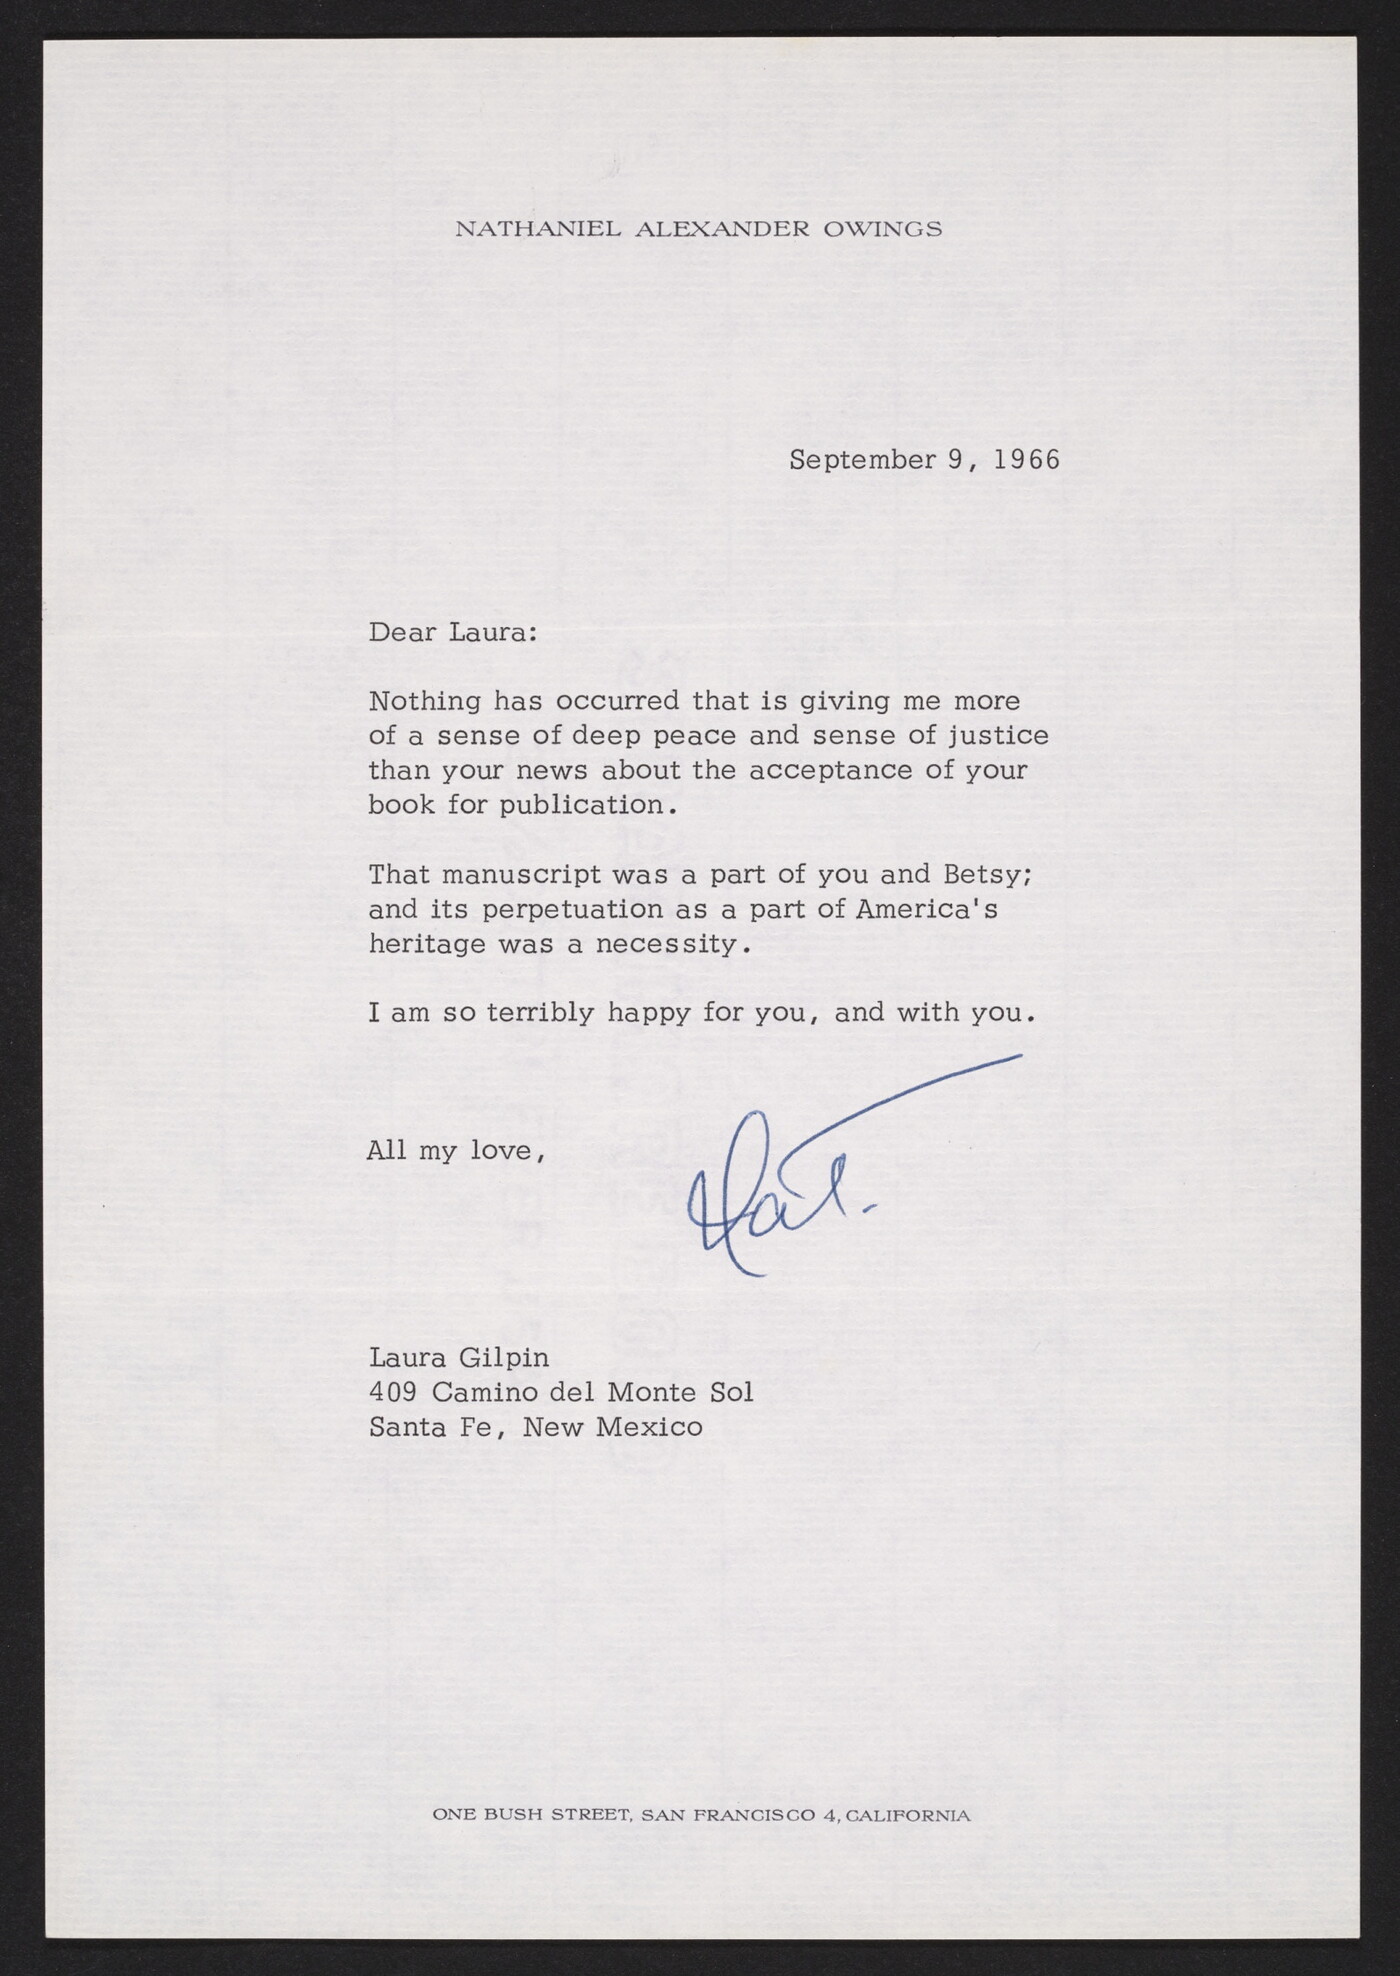 NATHANIEL ALEXANDER OWINGS
September 9, 1966
Dear Laura:
Nothing has occurred that is giving me more
of a sense of deep peace and sense of justice
than your news about the acceptance of your
book for publication.
That manuscript was a part of you and Betsy;
and its perpetuation as a part of America's
heritage was a necessity.
I am so terribly happy for you, and with you.
All my love,
Nat.
Laura Gilpin
409 Camino del Monte Sol
Santa Fe, New Mexico
ONE BUSH STREET, SAN FRANCISCO 4, CALIFORNIA